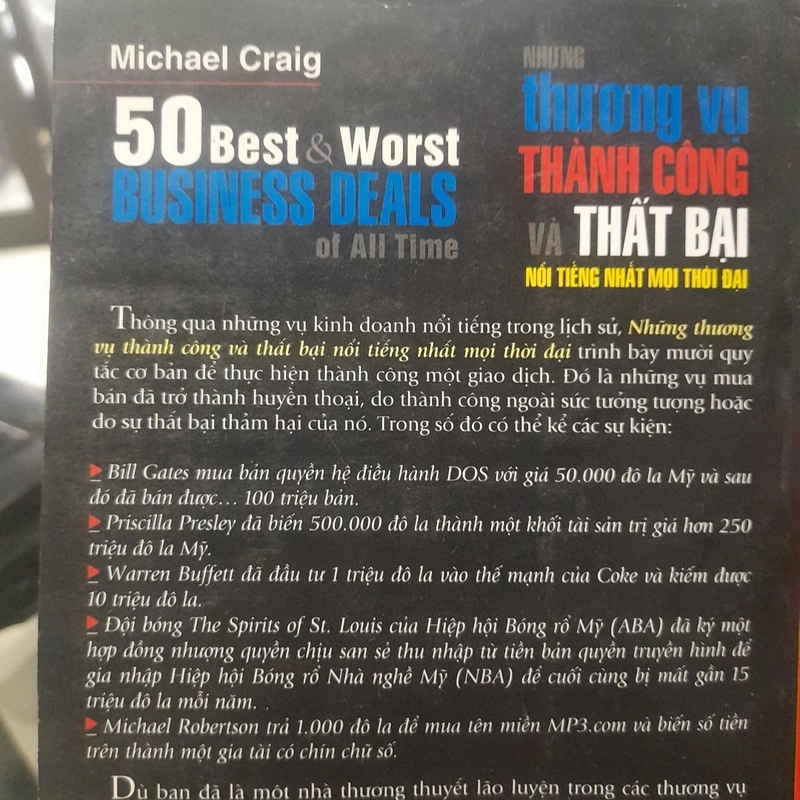 Michael Craig
50 Best & Worst
BUSINESS DEALS
of All Time
NHỮNG
thương vụ
THÀNH CÔNG
VÀ THẤT BẠI
NỔI TIẾNG NHẤT MỌI THỜI ĐẠI
Thông qua những vụ kinh doanh nổi tiếng trong lịch sử, Những thương
vụ thành công và thất bại nổi tiếng nhất mọi thời đại trình bày mười quy
tắc cơ bản để thực hiện thành công một giao dịch. Đó là những vụ mua
bán đã trở thành huyền thoại, do thành công ngoài sức tưởng tượng hoặc
do sự thất bại thảm hại của nó. Trong số đó có thể kể các sự kiện:
Bill Gates mua bản quyền hệ điều hành DOS với giá 50.000 đô la Mỹ và sau
đó đã bán được... 100 triệu bản.
Priscilla Presley đã biến 500.000 đô la thành một khối tài sản trị giá hơn 250
triệu đô la Mỹ.
Warren Buffett đã đầu tư 1 triệu đô la vào thế mạnh của Coke và kiếm được
10 triệu đô la.
Đội bóng The Spirits of St. Louis của Hiệp hội Bóng rổ Mỹ (ABA) đã ký một
hợp đồng nhượng quyền chịu san sẻ thu nhập từ tiền bản quyền truyền hình để
gia nhập Hiệp hội Bóng rổ Nhà nghề Mỹ (NBA) để cuối cùng bị mất gần 15
triệu đô la mỗi năm.
Michael Robertson trả 1.000 đô la để mua tên miền MP3.com và biến số tiền
trên thành một gia tài có chín chữ số.
Dù bạn đã là một nhà thương thuyết lão luyện trong các thương vụ